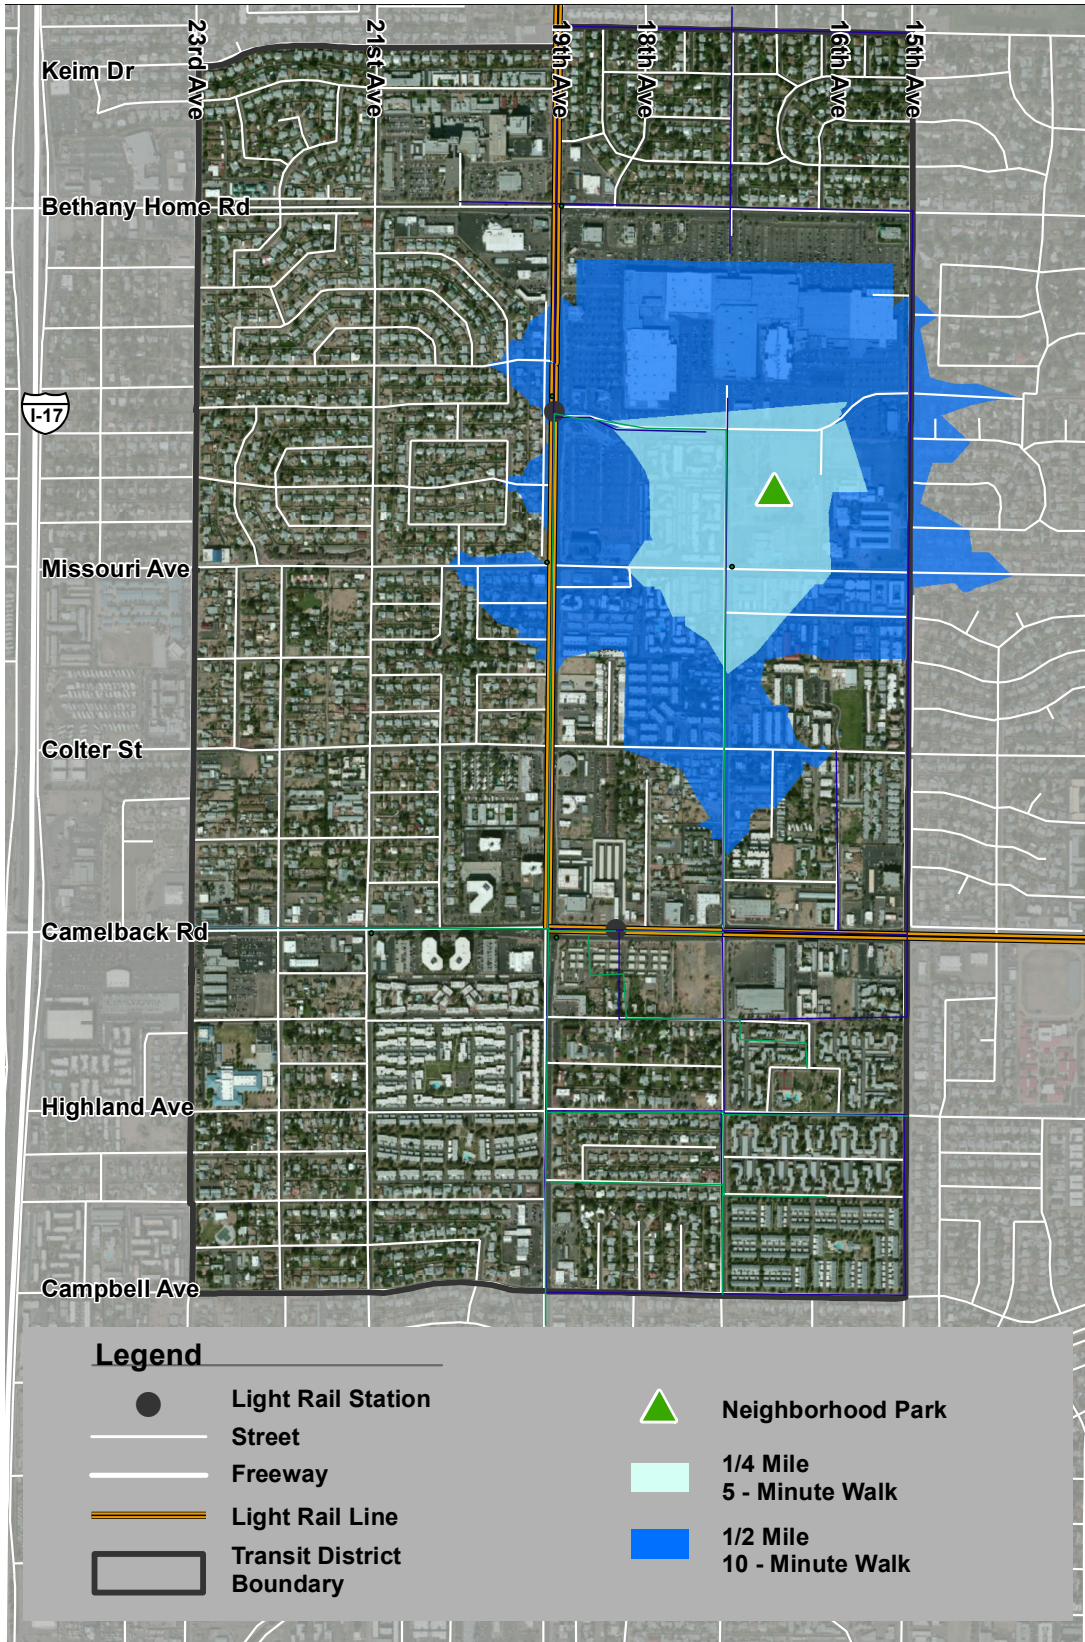 23rd Ave
21st Ave
19th Ave
18th Ave
16th Ave
15th Ave
Keim Dr
Bethany Home Rd
I-17
Missouri Ave
Colter St
Camelback Rd
Highland Ave
Campbell Ave
Legend
Light Rail Station
Street
Freeway
Light Rail Line
Transit District
Boundary
Neighborhood Park
1/4 Mile
5 - Minute Walk
1/2 Mile
10 - Minute Walk